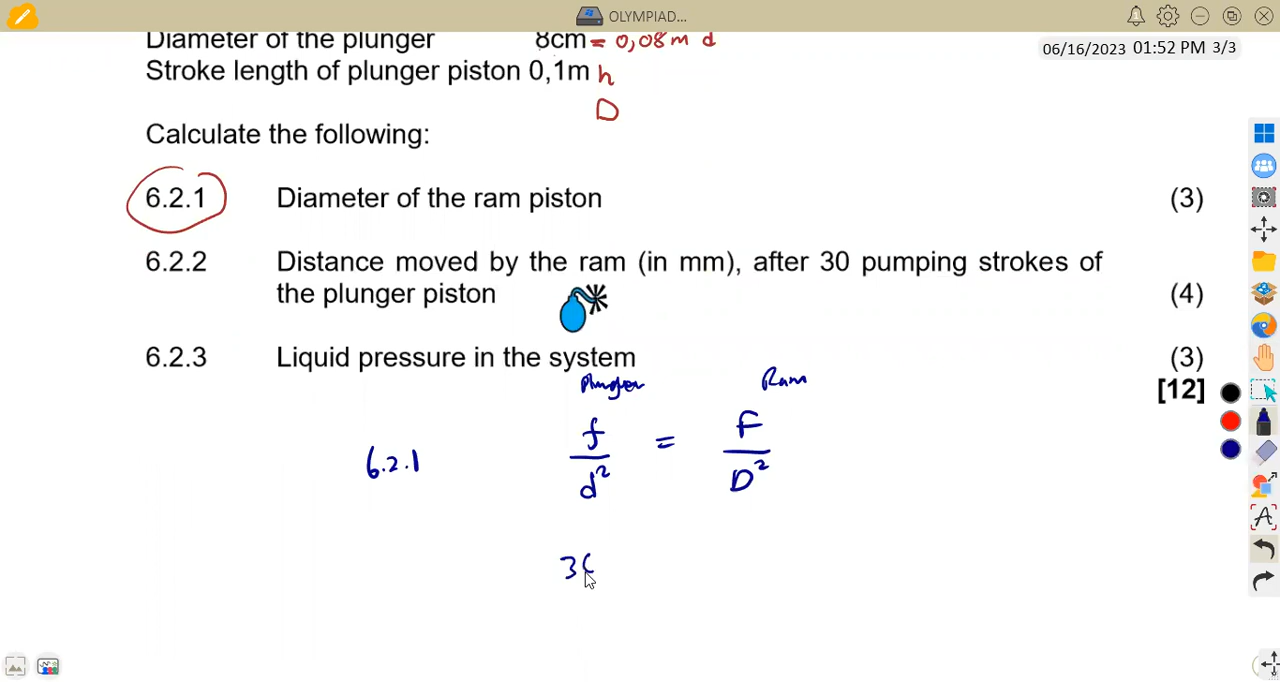 OLYMPIAD...
06/16/2023 01:52 PM 3/3
Diameter of the plunger 8cm = 0,08m d
Stroke length of plunger piston 0,1m h
D
Calculate the following:
6.2.1 Diameter of the ram piston (3)
6.2.2 Distance moved by the ram (in mm), after 30 pumping strokes of
the plunger piston (4)
6.2.3 Liquid pressure in the system (3)
[12]
Plunger Ram
6.2.1 f/d² = F/D²
30
A